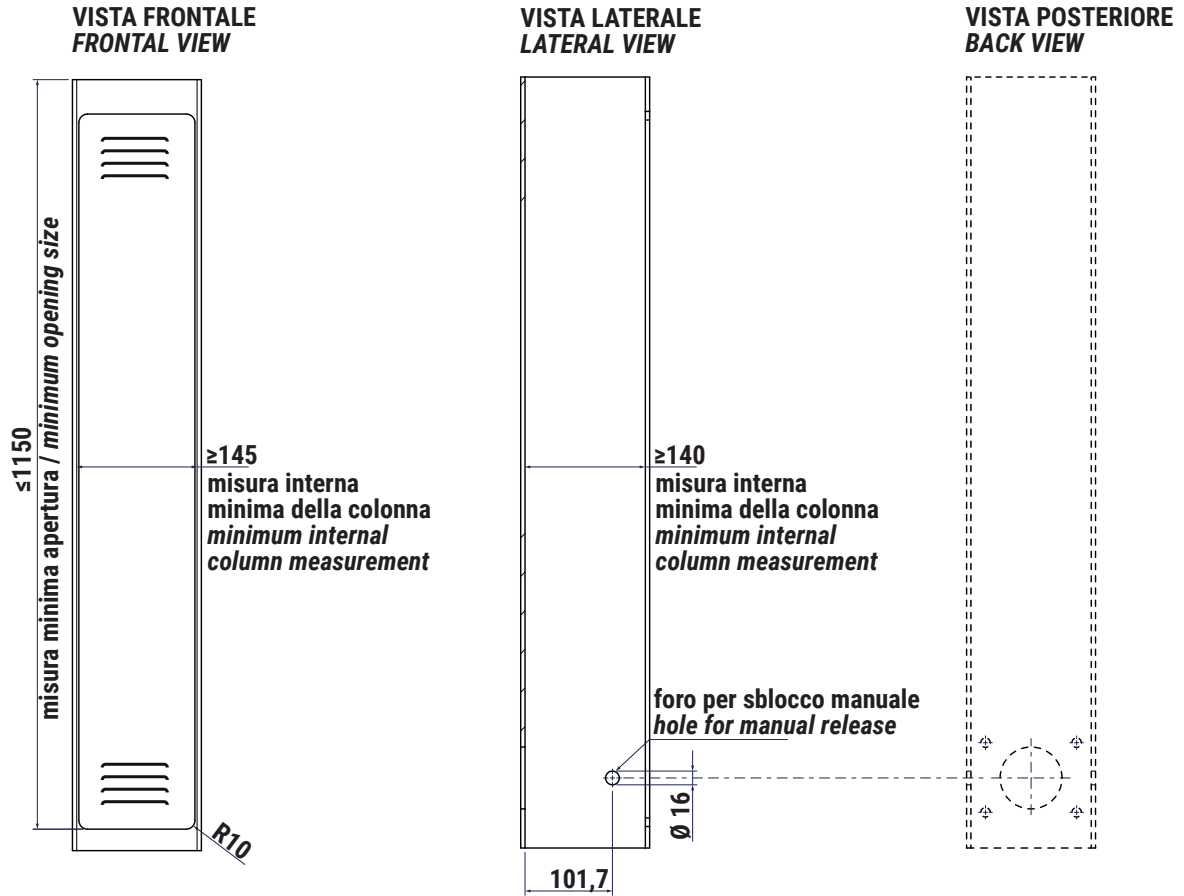 VISTA FRONTALE
FRONTAL VIEW
VISTA LATERALE
LATERAL VIEW
VISTA POSTERIORE
BACK VIEW
≤1150
misura minima apertura / minimum opening size
≥145
misura interna
minima della colonna
minimum internal
column measurement
≥140
misura interna
minima della colonna
minimum internal
column measurement
foro per sblocco manuale
hole for manual release
Ø 16
R10
101,7